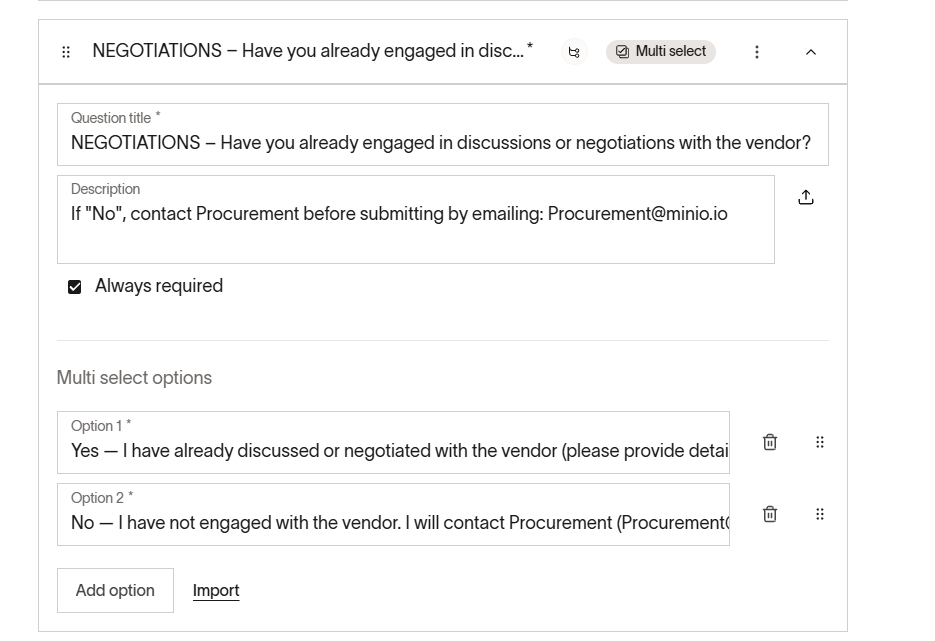 NEGOTIATIONS – Have you already engaged in disc... *
Multi select
Question title *
NEGOTIATIONS – Have you already engaged in discussions or negotiations with the vendor?
Description
If "No", contact Procurement before submitting by emailing: Procurement@minio.io
Always required
Multi select options
Option 1 *
Yes — I have already discussed or negotiated with the vendor (please provide detai
Option 2 *
No — I have not engaged with the vendor. I will contact Procurement (Procurement@
Add option
Import